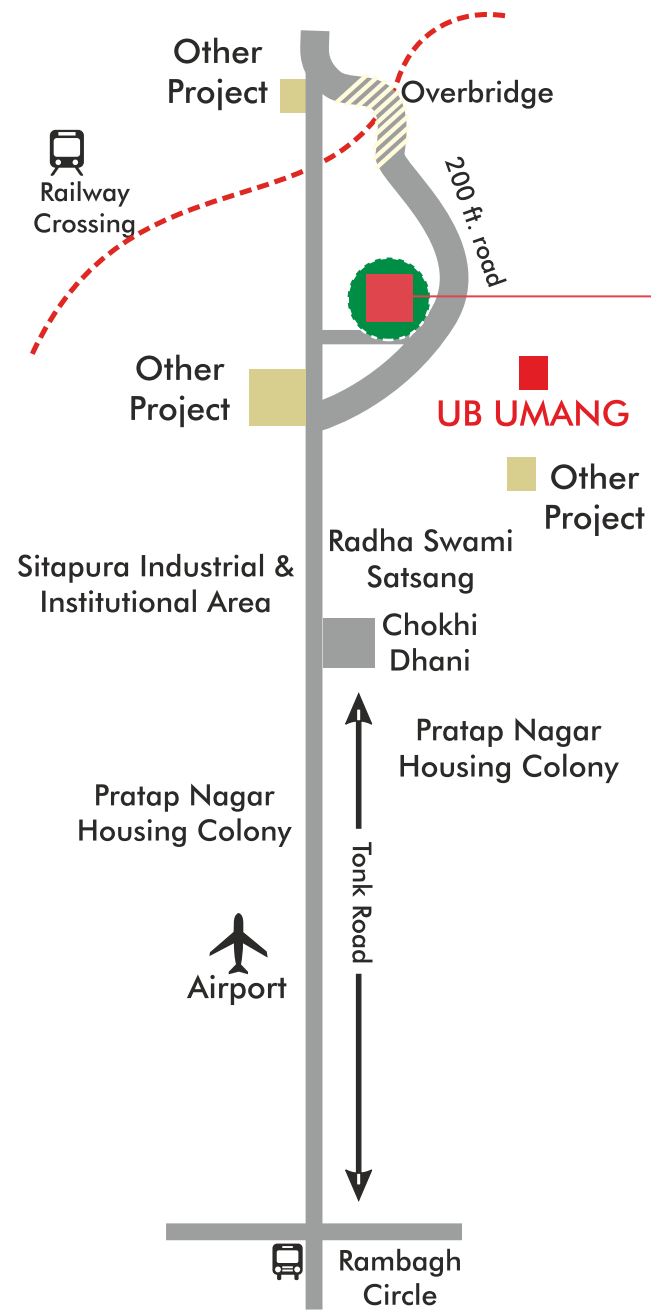 Other
Project
Overbridge
Railway
Crossing
200 ft. road
Other
Project
UB UMANG
Other
Project
Radha Swami
Satsang
Sitapura Industrial &
Institutional Area
Chokhi
Dhani
Pratap Nagar
Housing Colony
Pratap Nagar
Housing Colony
Tonk Road
Airport
Rambagh
Circle